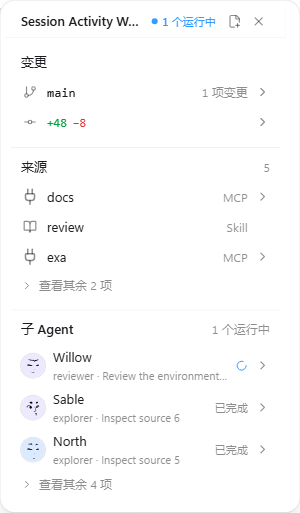 Session Activity W... 1 个运行中
变更
main 1 项变更
+48 −8
来源 5
docs MCP
review Skill
exa MCP
查看其余 2 项
子 Agent 1 个运行中
Willow
reviewer · Review the environment...
Sable
explorer · Inspect source 6 已完成
North
explorer · Inspect source 5 已完成
查看其余 4 项